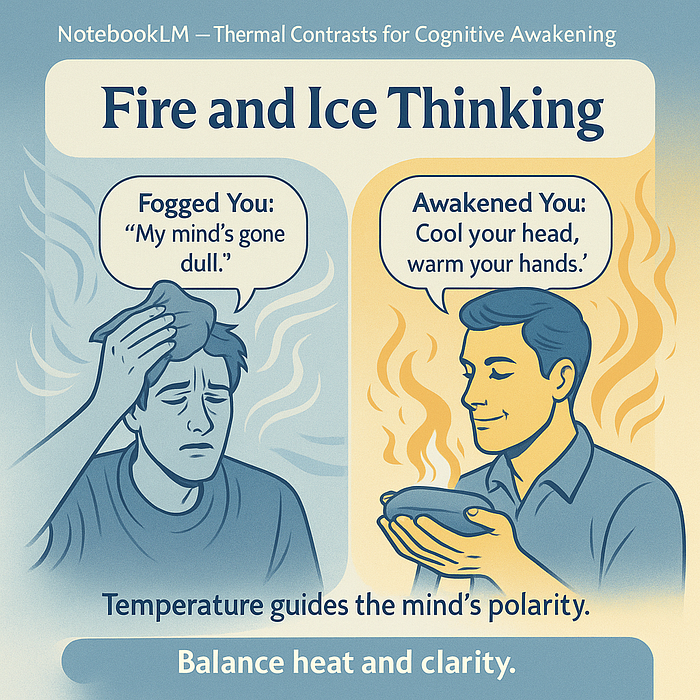 NotebookLM — Thermal Contrasts for Cognitive Awakening
Fire and Ice Thinking
Fogged You:
“My mind’s gone
dull.”
Awakened You:
Cool your head,
warm your hands.’
Temperature guides the mind’s polarity.
Balance heat and clarity.